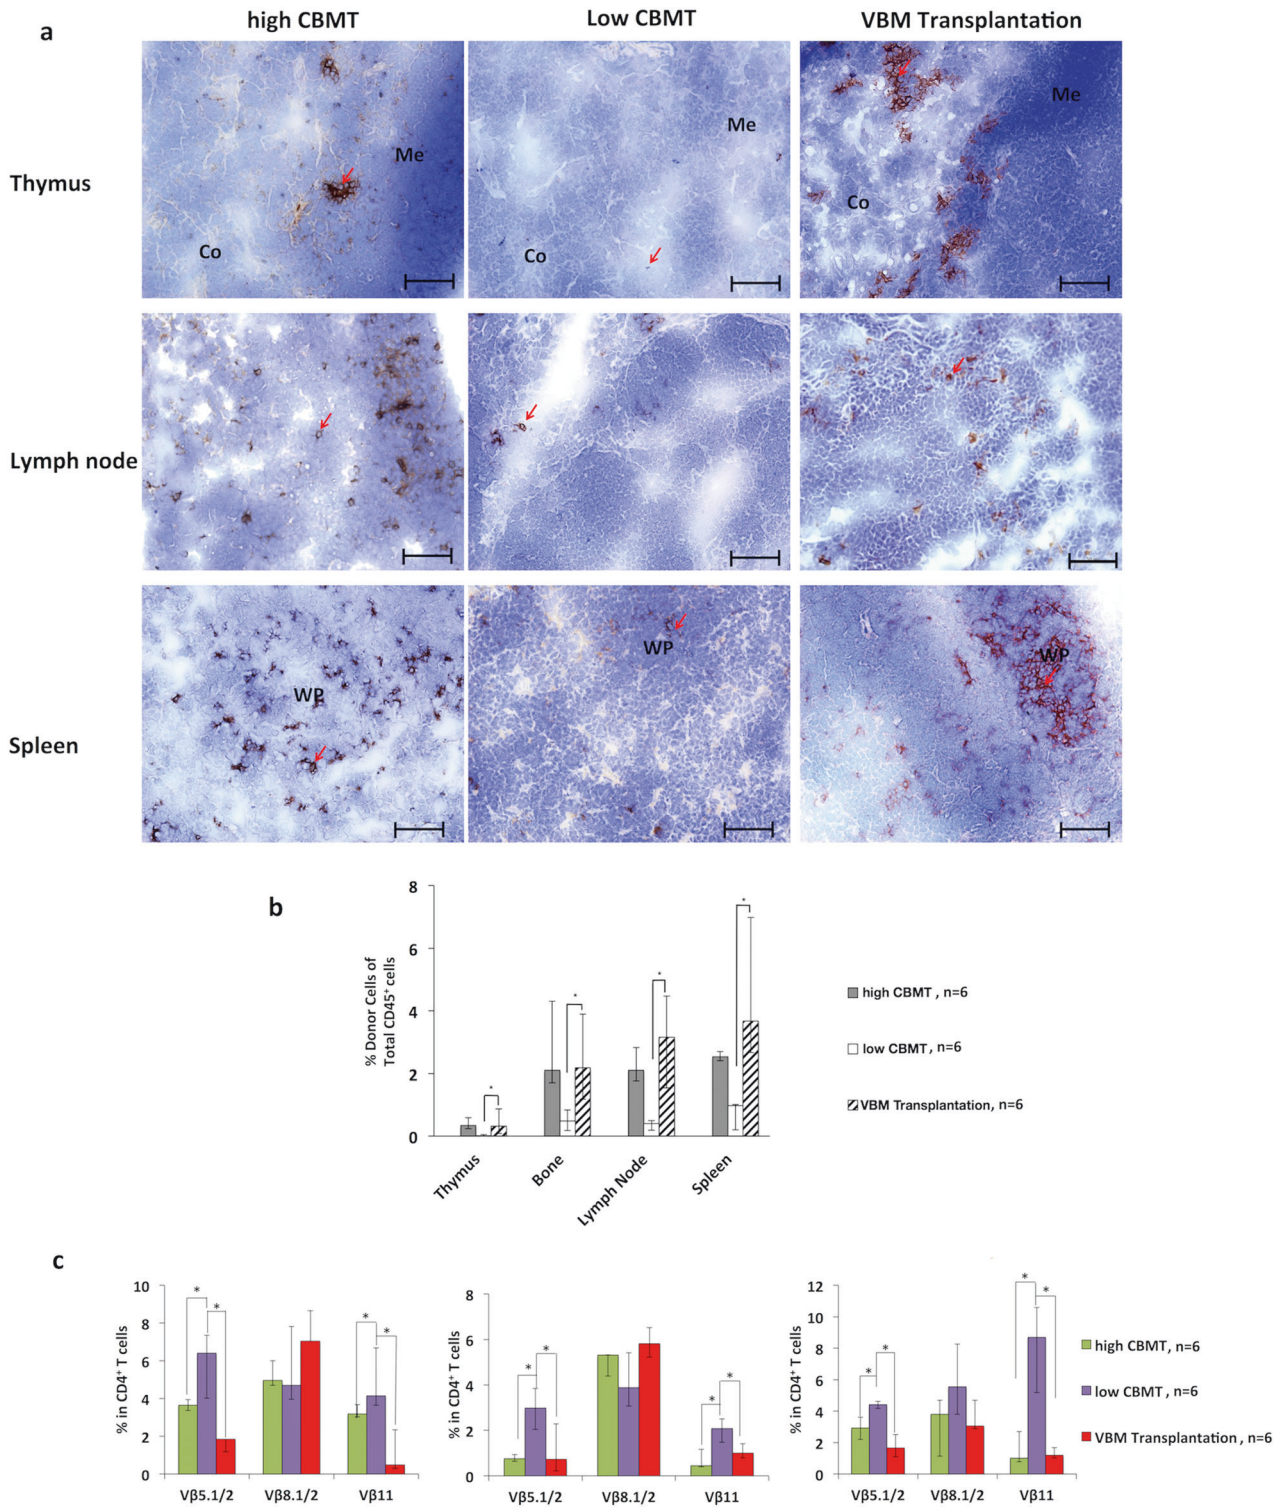 a
high CBMT
Low CBMT
VBM Transplantation
Thymus
Me
Co
Me
Co
Me
Co
Lymph node
Spleen
WP
WP
WP
b
% Donor Cells of
Total CD45⁺ cells
8
6
4
2
0
*
*
*
*
Thymus
Bone
Lymph Node
Spleen
high CBMT , n=6
low CBMT , n=6
VBM Transplantation, n=6
c
% in CD4⁺ T cells
10
8
6
4
2
0
*
*
*
*
Vβ5.1/2
Vβ8.1/2
Vβ11
% in CD4⁺ T cells
8
6
4
2
0
*
*
*
*
Vβ5.1/2
Vβ8.1/2
Vβ11
% in CD4⁺ T cells
12
10
8
6
4
2
0
*
*
*
*
Vβ5.1/2
Vβ8.1/2
Vβ11
high CBMT, n=6
low CBMT, n=6
VBM Transplantation , n=6